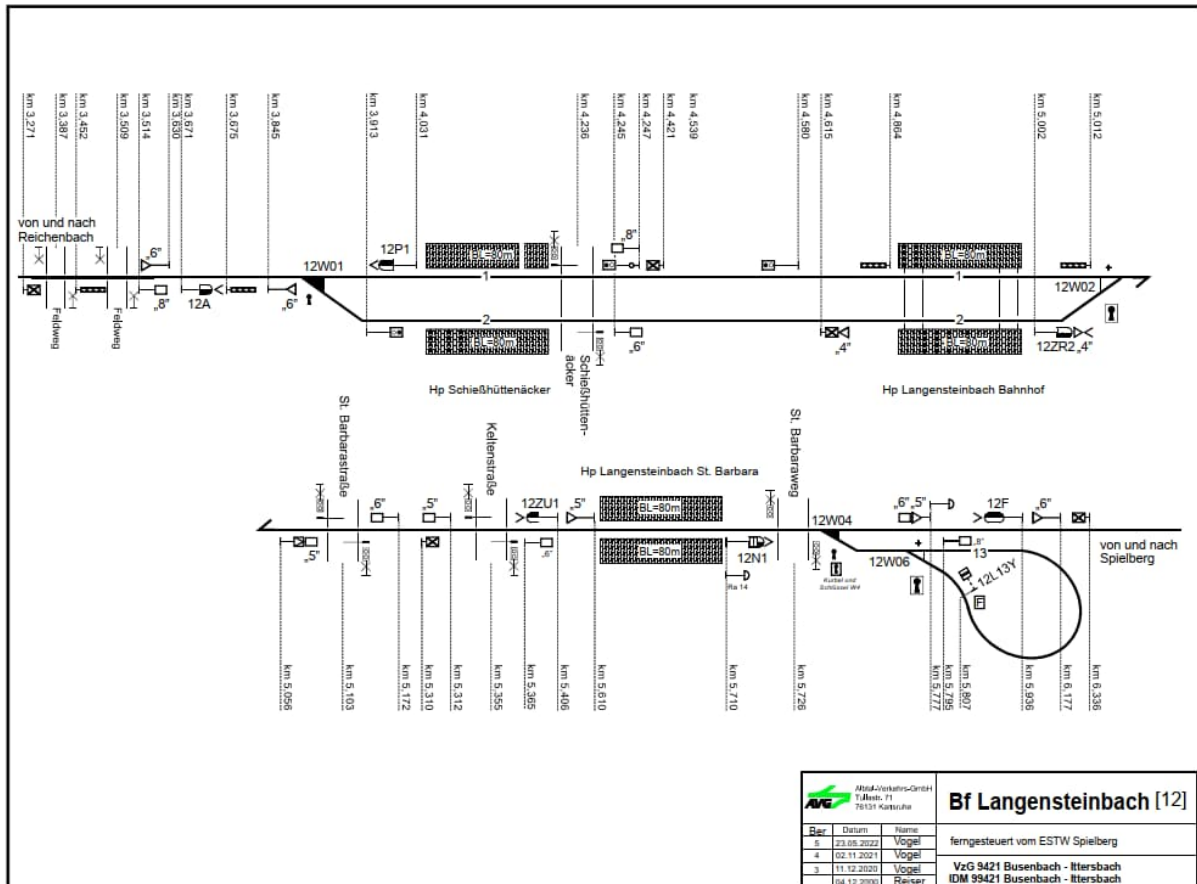 km 3,271
km 3,387
km 3,452
km 3,509
km 3,514
km 3,630
km 3,671
km 3,675
km 3,845
km 3,913
km 4,031
km 4,236
km 4,245
km 4,247
km 4,421
km 4,539
km 4,580
km 4,615
km 4,864
km 5,002
km 5,012
von und nach
Reichenbach
„6“
12W01
12P1
BL=80m
„8“
BL=80m
1
1
12W02
„8“
12A
„6“
Feldweg
Feldweg
2
2
BL=80m
„6“
„4“
BL=80m
12ZR2
„4“
Hp Schießhüttenäcker
Schießhütten-
äcker
Hp Langensteinbach Bahnhof
St. Barbarastraße
Keltenstraße
Hp Langensteinbach St. Barbara
St. Barbaraweg
„6“
„5“
12ZU1
„5“
BL=80m
12W04
„6“
„5“
12F
„6“
„5“
„6“
BL=80m
12N1
Ra 14
Kurbel und
Schlüssel W4
12W06
„8“
13
12L13Y
F
von und nach
Spielberg
km 5,056
km 5,103
km 5,172
km 5,310
km 5,312
km 5,355
km 5,365
km 5,406
km 5,610
km 5,710
km 5,726
km 5,777
km 5,795
km 5,807
km 5,936
km 6,177
km 6,336
AVG
Albtal-Verkehrs-GmbH
Tullastr. 71
76131 Karlsruhe
Bf Langensteinbach [12]
Ber Datum Name
5 23.05.2022 Vogel
4 02.11.2021 Vogel
3 11.12.2020 Vogel
04.12.2000 Reiser
ferngesteuert vom ESTW Spielberg
VzG 9421 Busenbach - Ittersbach
IDM 99421 Busenbach - Ittersbach